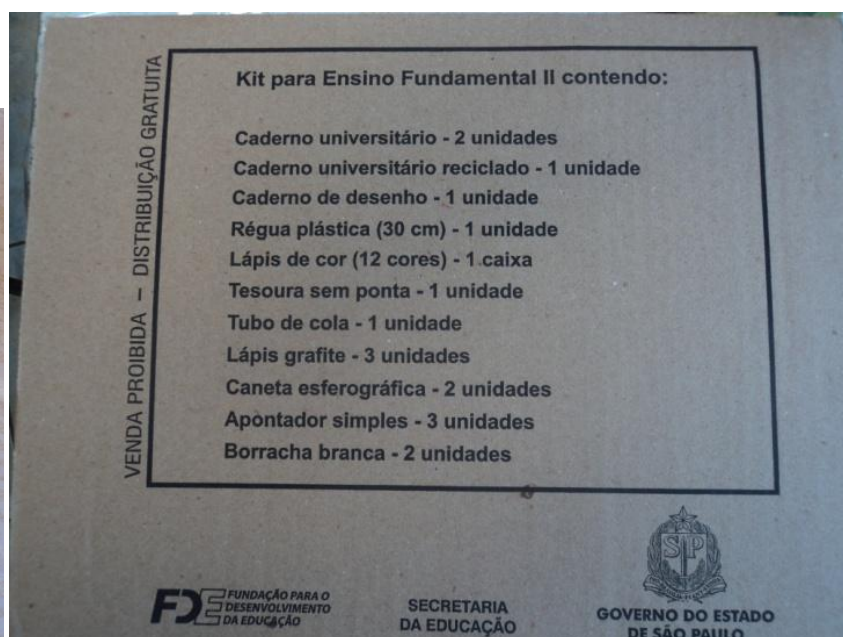 VENDA PROIBIDA – DISTRIBUIÇÃO GRATUITA
Kit para Ensino Fundamental II contendo:
Caderno universitário - 2 unidades
Caderno universitário reciclado - 1 unidade
Caderno de desenho - 1 unidade
Régua plástica (30 cm) - 1 unidade
Lápis de cor (12 cores) - 1 caixa
Tesoura sem ponta - 1 unidade
Tubo de cola - 1 unidade
Lápis grafite - 3 unidades
Caneta esferográfica - 2 unidades
Apontador simples - 3 unidades
Borracha branca - 2 unidades
FDE FUNDAÇÃO PARA O
DESENVOLVIMENTO
DA EDUCAÇÃO
SECRETARIA
DA EDUCAÇÃO
SP
GOVERNO DO ESTADO
DE SÃO PAULO